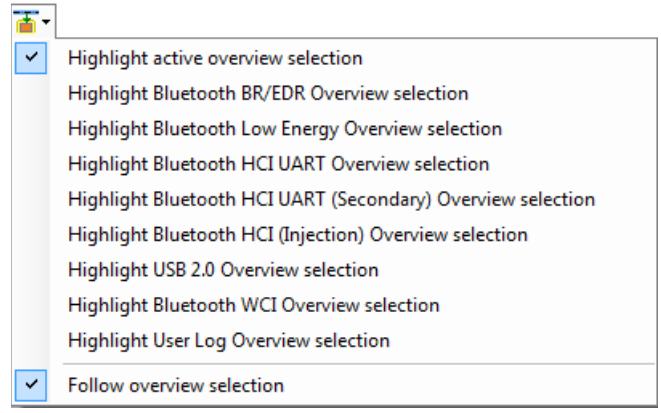 Highlight active overview selection
Highlight Bluetooth BR/EDR Overview selection
Highlight Bluetooth Low Energy Overview selection
Highlight Bluetooth HCI UART Overview selection
Highlight Bluetooth HCI UART (Secondary) Overview selection
Highlight Bluetooth HCI (Injection) Overview selection
Highlight USB 2.0 Overview selection
Highlight Bluetooth WCI Overview selection
Highlight User Log Overview selection
Follow overview selection